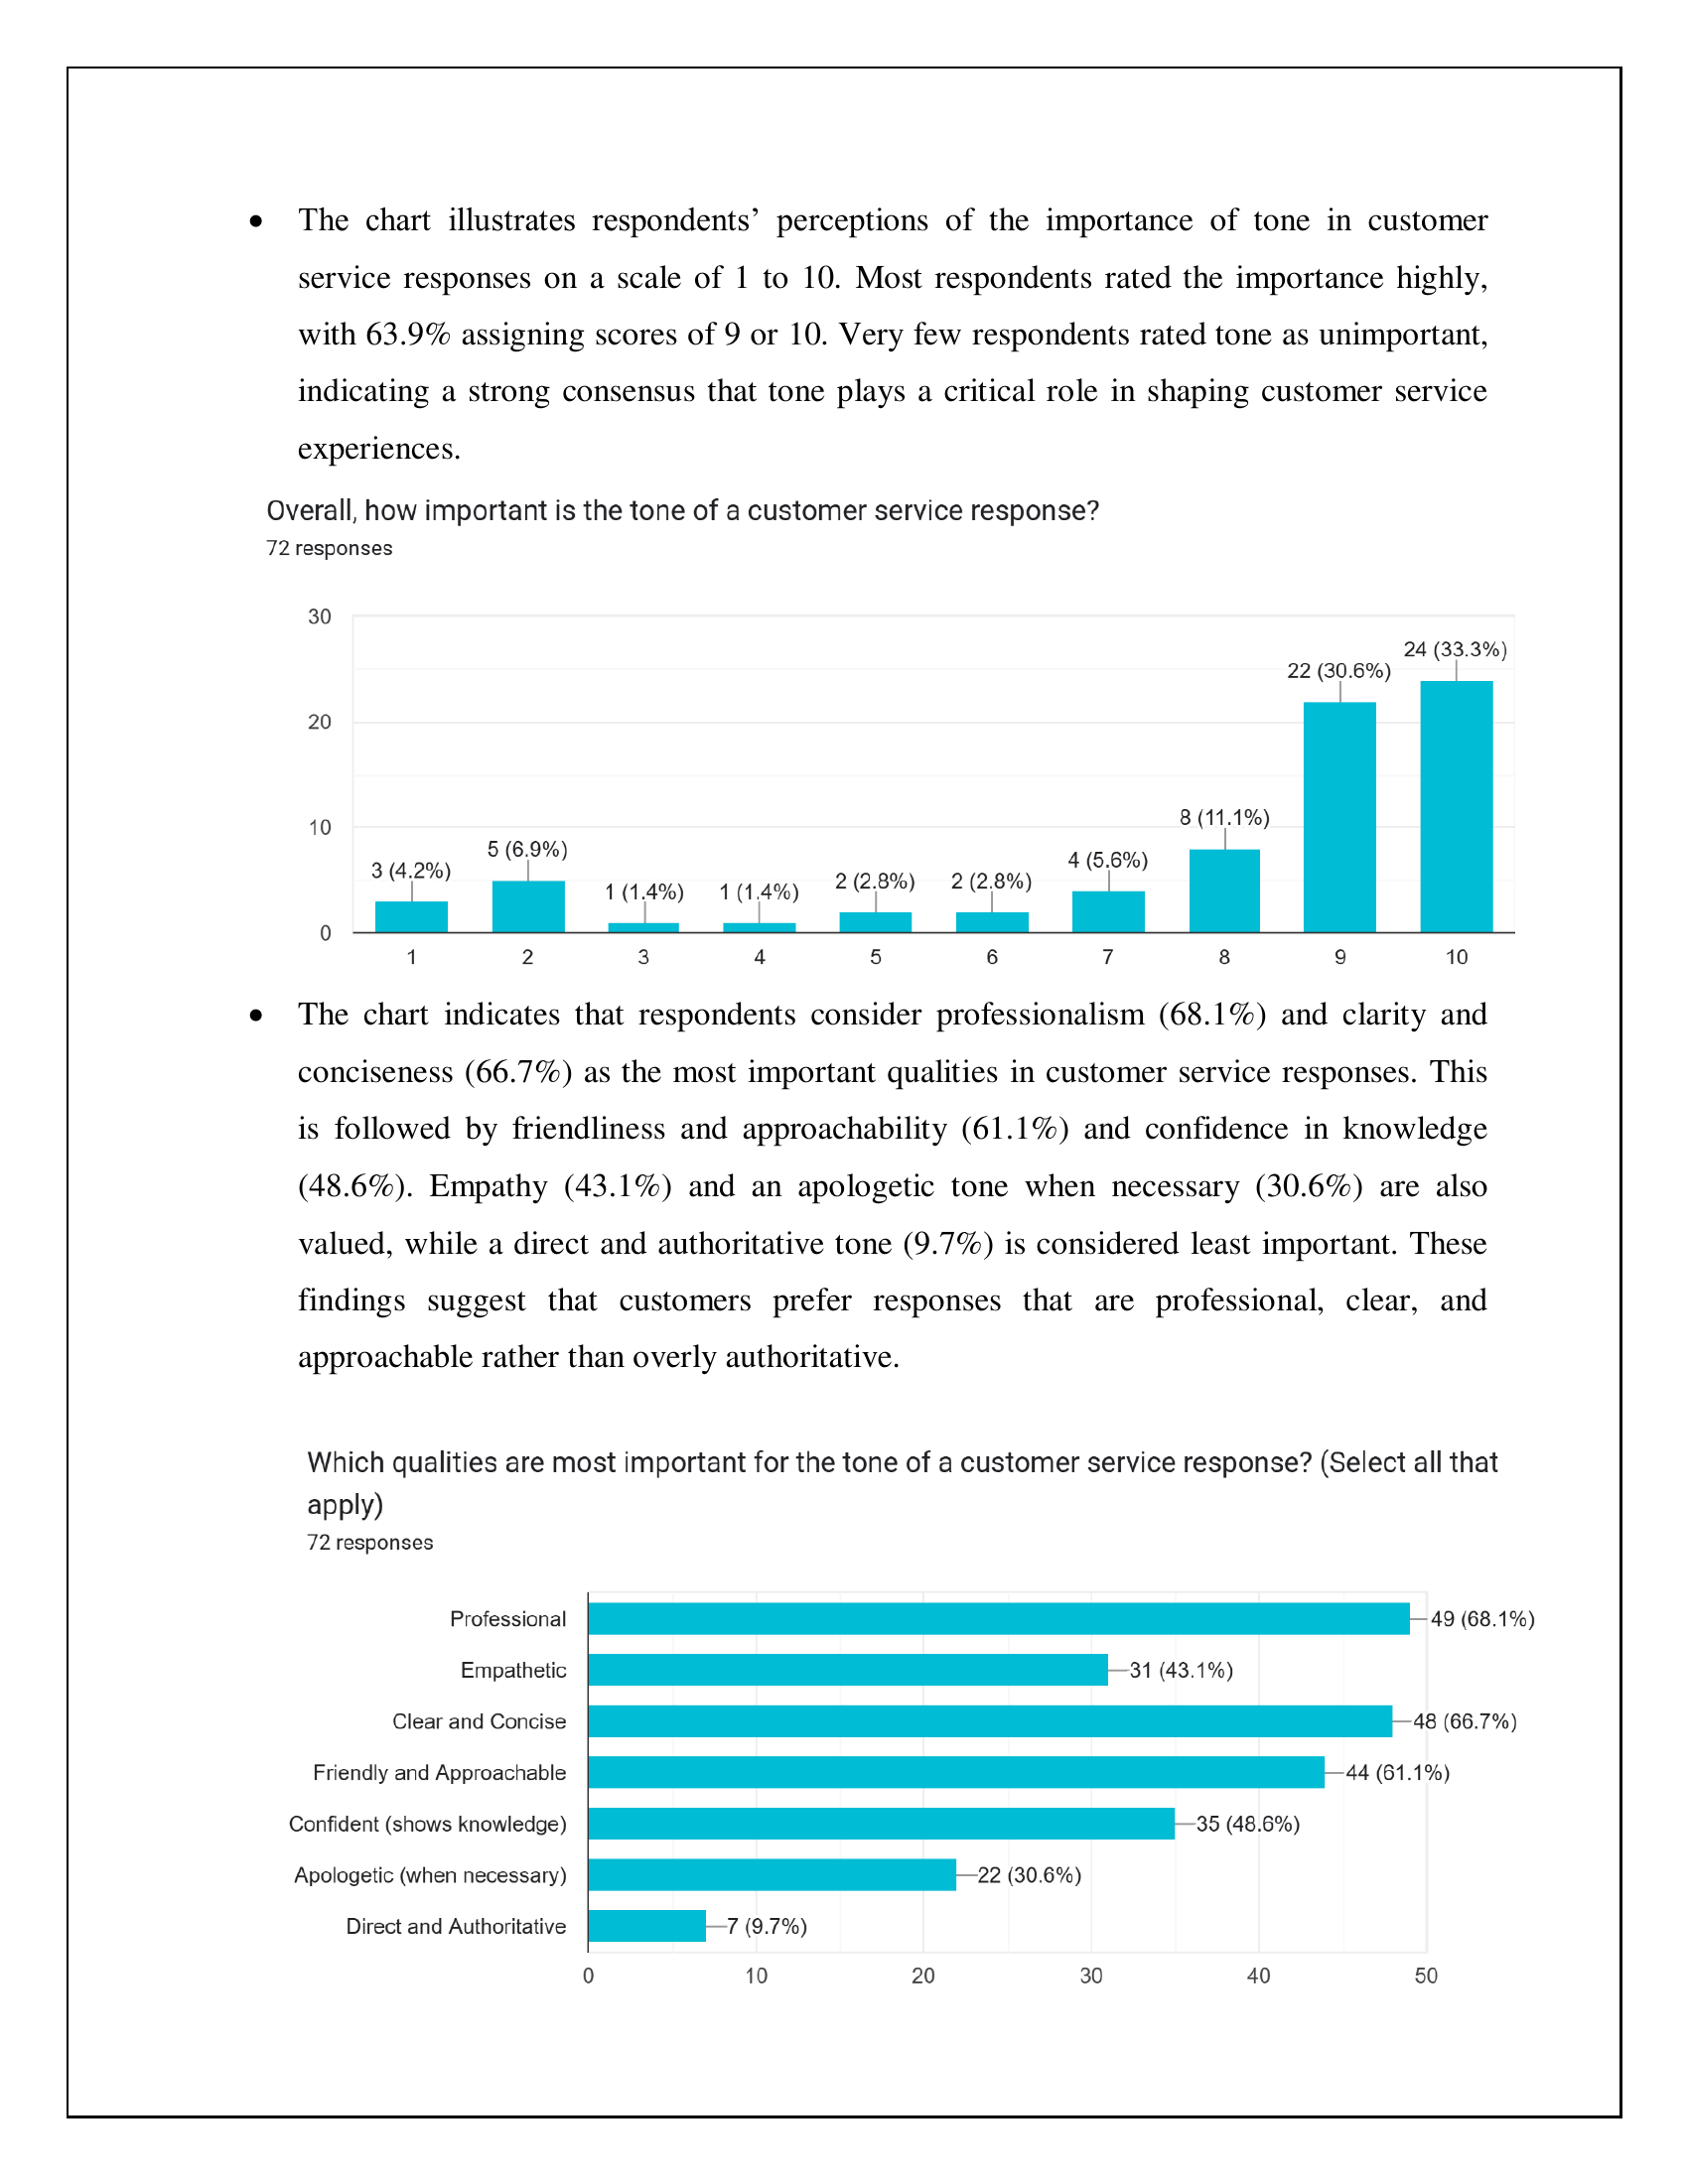 • The chart illustrates respondents’ perceptions of the importance of tone in customer
service responses on a scale of 1 to 10. Most respondents rated the importance highly,
with 63.9% assigning scores of 9 or 10. Very few respondents rated tone as unimportant,
indicating a strong consensus that tone plays a critical role in shaping customer service
experiences.
Overall, how important is the tone of a customer service response?
72 responses
30
20
10
0
3 (4.2%)
5 (6.9%)
1 (1.4%)
1 (1.4%)
2 (2.8%)
2 (2.8%)
4 (5.6%)
8 (11.1%)
22 (30.6%)
24 (33.3%)
1 2 3 4 5 6 7 8 9 10
• The chart indicates that respondents consider professionalism (68.1%) and clarity and
conciseness (66.7%) as the most important qualities in customer service responses. This
is followed by friendliness and approachability (61.1%) and confidence in knowledge
(48.6%). Empathy (43.1%) and an apologetic tone when necessary (30.6%) are also
valued, while a direct and authoritative tone (9.7%) is considered least important. These
findings suggest that customers prefer responses that are professional, clear, and
approachable rather than overly authoritative.
Which qualities are most important for the tone of a customer service response? (Select all that
apply)
72 responses
Professional 49 (68.1%)
Empathetic 31 (43.1%)
Clear and Concise 48 (66.7%)
Friendly and Approachable 44 (61.1%)
Confident (shows knowledge) 35 (48.6%)
Apologetic (when necessary) 22 (30.6%)
Direct and Authoritative 7 (9.7%)
0 10 20 30 40 50